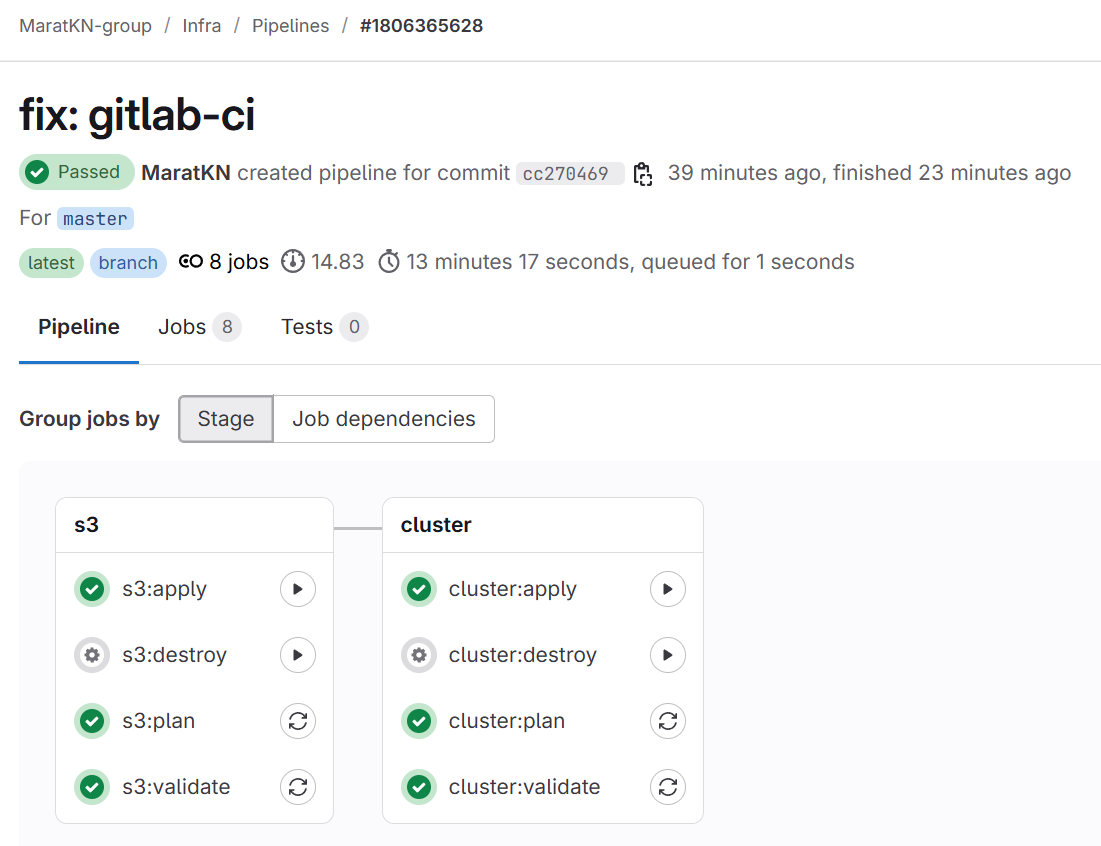 MaratKN-group / Infra / Pipelines / #1806365628
fix: gitlab-ci
Passed MaratKN created pipeline for commit cc270469 39 minutes ago, finished 23 minutes ago
For master
latest branch 8 jobs 14.83 13 minutes 17 seconds, queued for 1 seconds
Pipeline Jobs 8 Tests 0
Group jobs by Stage Job dependencies
s3 cluster
s3:apply cluster:apply
s3:destroy cluster:destroy
s3:plan cluster:plan
s3:validate cluster:validate